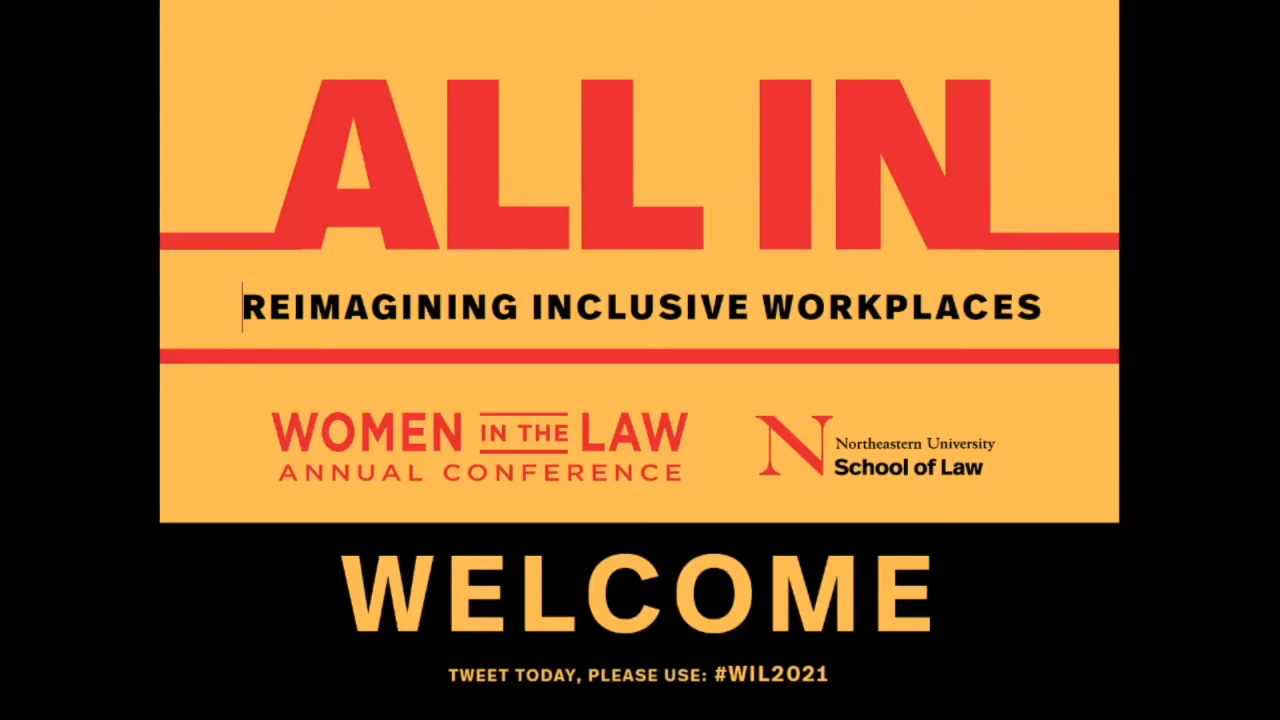 ALL IN
REIMAGINING INCLUSIVE WORKPLACES
WOMEN IN THE LAW
ANNUAL CONFERENCE
N Northeastern University
School of Law
WELCOME
TWEET TODAY, PLEASE USE: #WIL2021